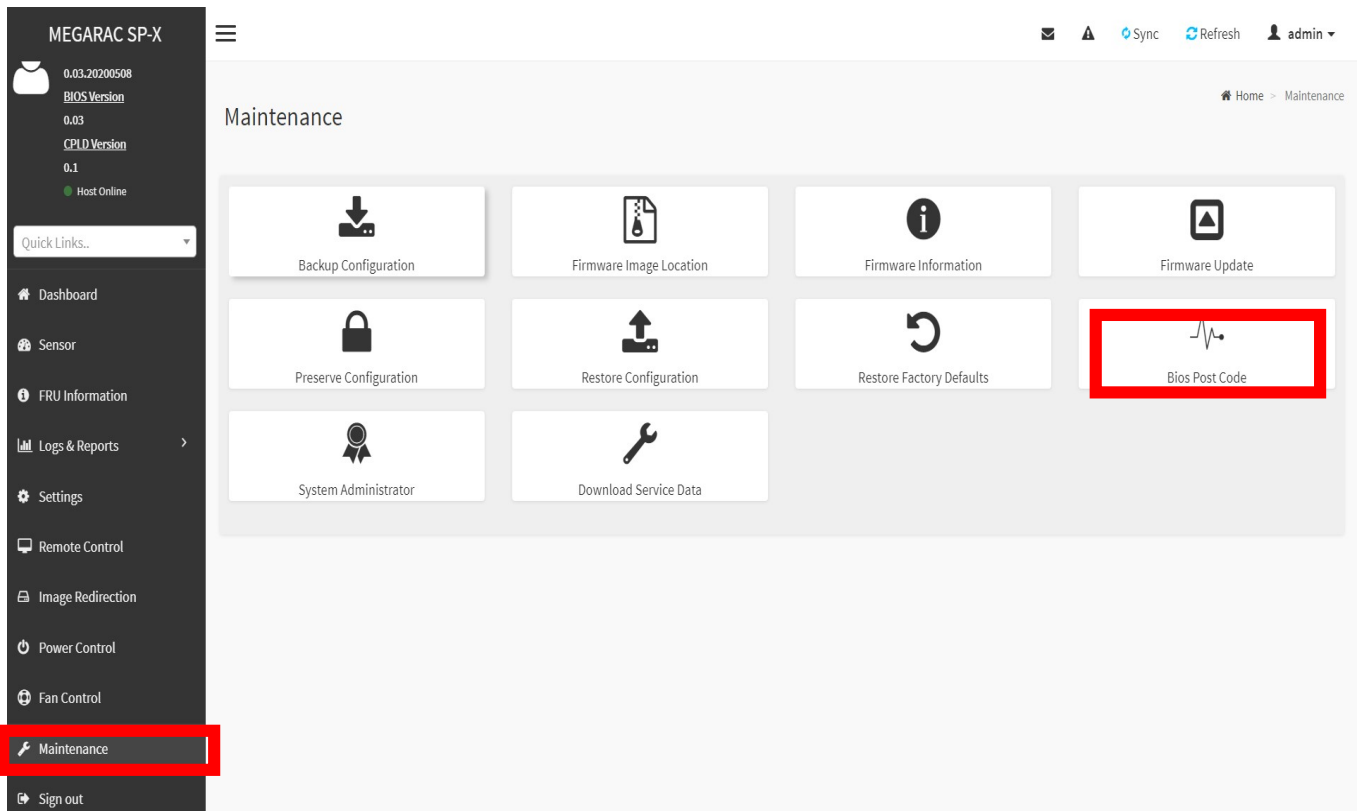 MEGARAC SP-X
0.03.20200508
BIOS Version
0.03
CPLD Version
0.1
Host Online
Quick Links..
Dashboard
Sensor
FRU Information
Logs & Reports
Settings
Remote Control
Image Redirection
Power Control
Fan Control
Maintenance
Sign out
Sync Refresh admin
Home > Maintenance
Maintenance
Backup Configuration
Firmware Image Location
Firmware Information
Firmware Update
Preserve Configuration
Restore Configuration
Restore Factory Defaults
Bios Post Code
System Administrator
Download Service Data